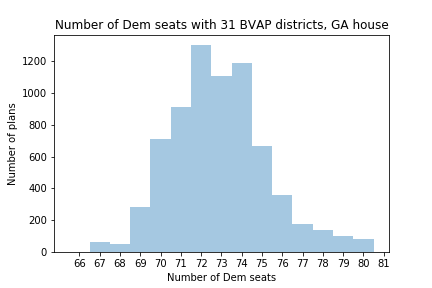 Number of Dem seats with 31 BVAP districts, GA house
Number of plans
1200
1000
800
600
400
200
0
66 67 68 69 70 71 72 73 74 75 76 77 78 79 80 81
Number of Dem seats